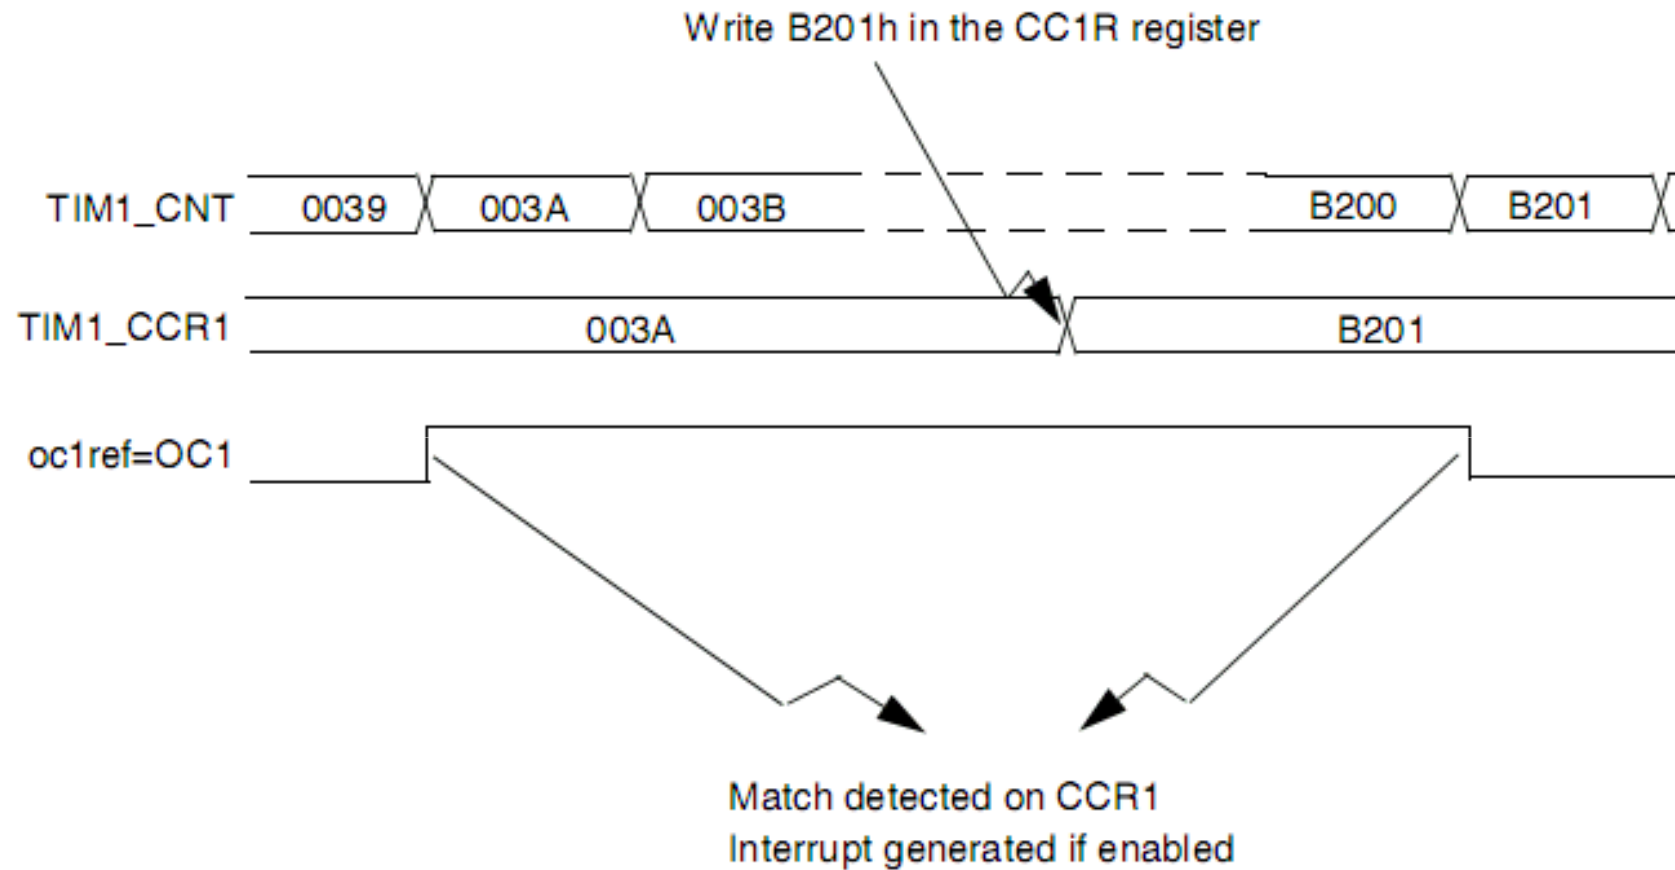 Write B201h in the CC1R register
TIM1_CNT 0039 003A 003B B200 B201
TIM1_CCR1 003A B201
oc1ref=OC1
Match detected on CCR1
Interrupt generated if enabled